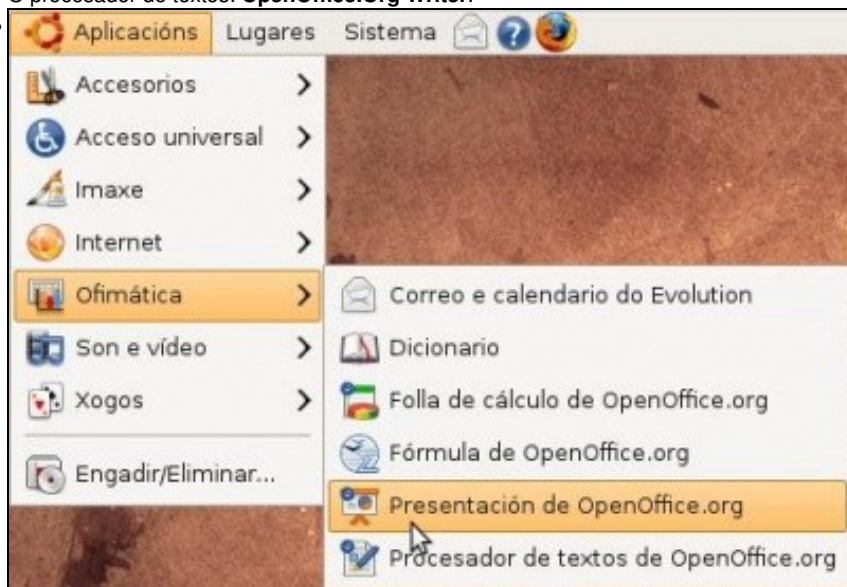 O procesador de textos: OpenOffice.org Writer.
Aplicacións Lugares Sistema
Accesorios
Acceso universal
Imaxe
Internet
Ofimática
Son e vídeo
Xogos
Engadir/Eliminar...
Correo e calendario do Evolution
Dicionario
Folla de cálculo de OpenOffice.org
Fórmula de OpenOffice.org
Presentación de OpenOffice.org
Procesador de textos de OpenOffice.org